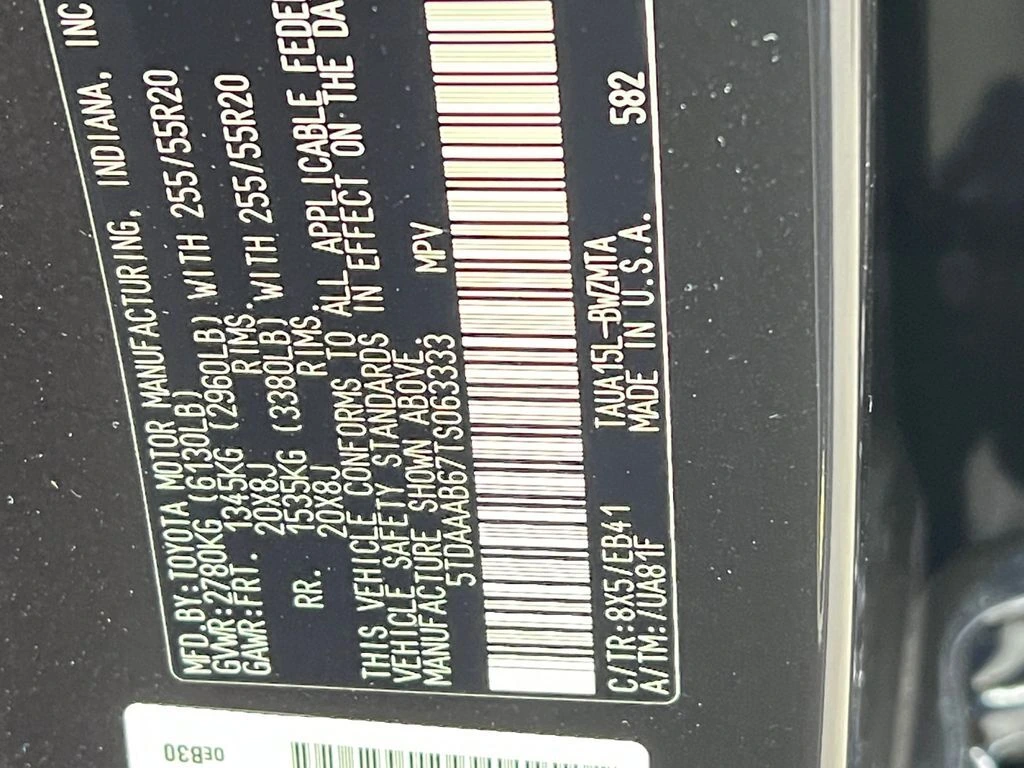 MFD.BY:TOYOTA MOTOR MANUFACTURING, INDIANA, INC
GVWR:2780KG (6130LB)
GAWR:FRT. 1345KG (2960LB) WITH 255/55R20
20X8J RIMS.
RR. 1535KG (3380LB) WITH 255/55R20
20X8J RIMS.
THIS VEHICLE CONFORMS TO ALL APPLICABLE FEDER
VEHICLE SAFETY STANDARDS IN EFFECT ON THE DA
MANUFACTURE SHOWN ABOVE.
5TDAAAB67TS063333 MPV
C/TR:8X5/EB41 TAUA15L-BWZMTA 582
A/TM:/UA81F MADE IN U.S.A.
0EB30